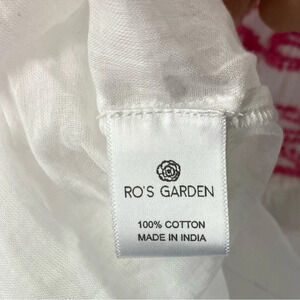 RO'S GARDEN
100% COTTON
MADE IN INDIA